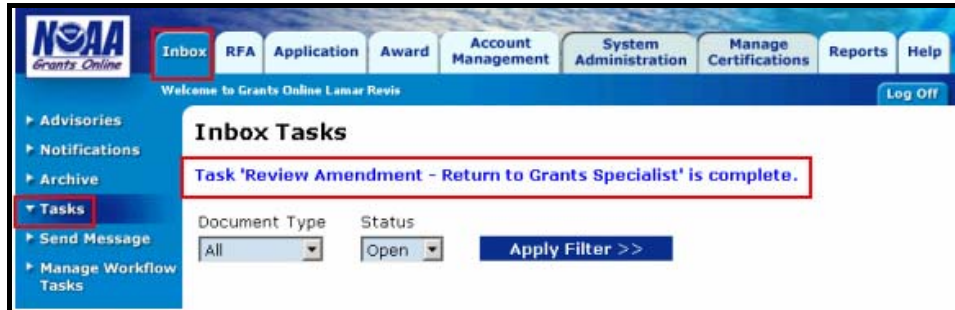 NOAA
Grants Online
Inbox
RFA
Application
Award
Account
Management
System
Administration
Manage
Certifications
Reports
Help
Welcome to Grants Online Lamar Revis
Log Off
Advisories
Notifications
Archive
Tasks
Send Message
Manage Workflow
Tasks
Inbox Tasks
Task 'Review Amendment - Return to Grants Specialist' is complete.
Document Type
Status
All
Open
Apply Filter >>